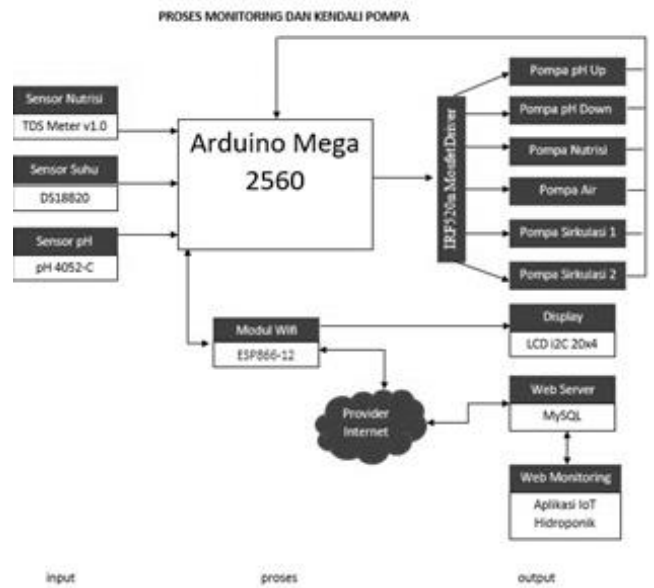 PROSES MONITORING DAN KENDALI POMPA
Sensor Nutrisi
TDS Meter v1.0
Sensor Suhu
DS18B20
Sensor pH
pH 4052-C
Arduino Mega
2560
IRF520n MosfetDriver
Pompa pH Up
Pompa pH Down
Pompa Nutrisi
Pompa Air
Pompa Sirkulasi 1
Pompa Sirkulasi 2
Modul Wifi
ESP866-12
Display
LCD i2C 20x4
Provider
Internet
Web Server
MySQL
Web Monitoring
Aplikasi IoT
Hidroponik
input
proses
output